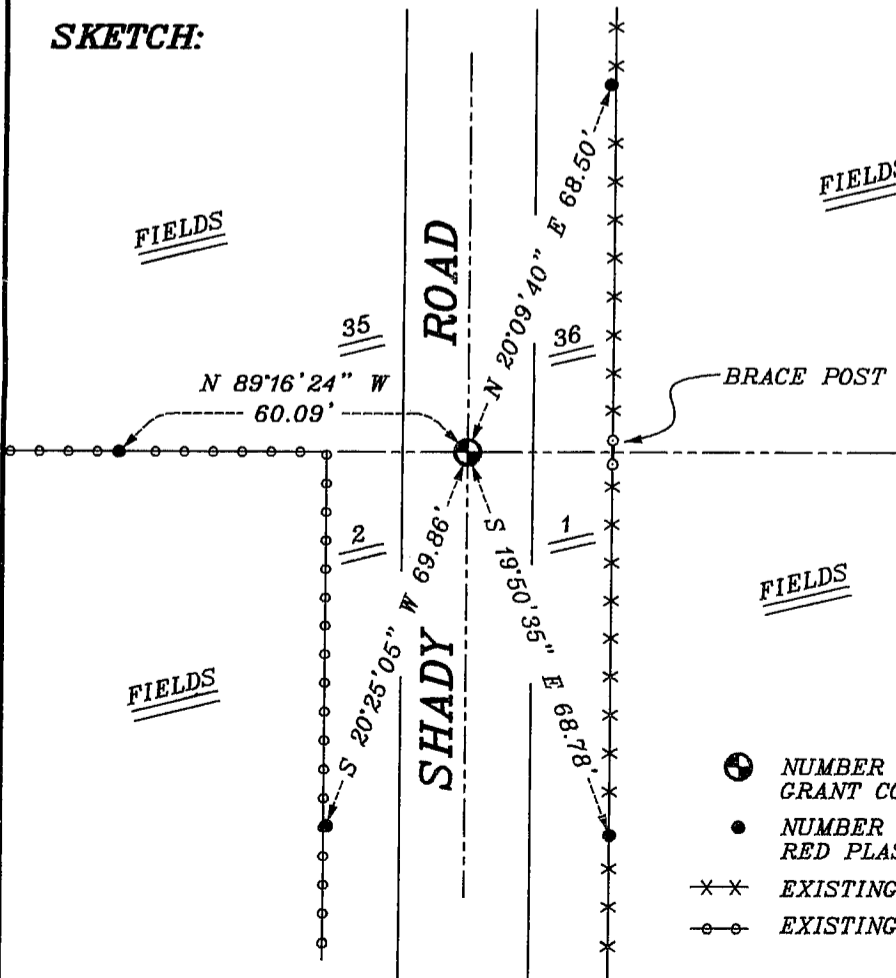 SKETCH:
FIELDS
FIELDS
ROAD
N 20°09'40" E 68.50'
35
36
N 89°16'24" W
60.09'
BRACE POST
2
1
S 20°25'05" W 69.86'
S 19°50'35" E 68.78'
SHADY
FIELDS
FIELDS
NUMBER
GRANT CO
NUMBER
RED PLAS
EXISTING
EXISTING